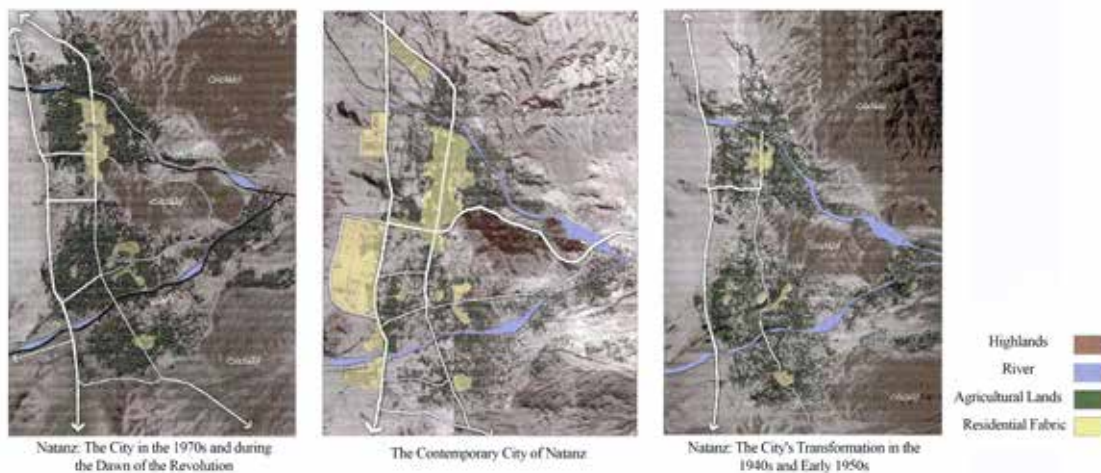 Highlands
River
Agricultural Lands
Residential Fabric
Natanz: The City in the 1970s and during
the Dawn of the Revolution
The Contemporary City of Natanz
Natanz: The City's Transformation in the
1940s and Early 1950s